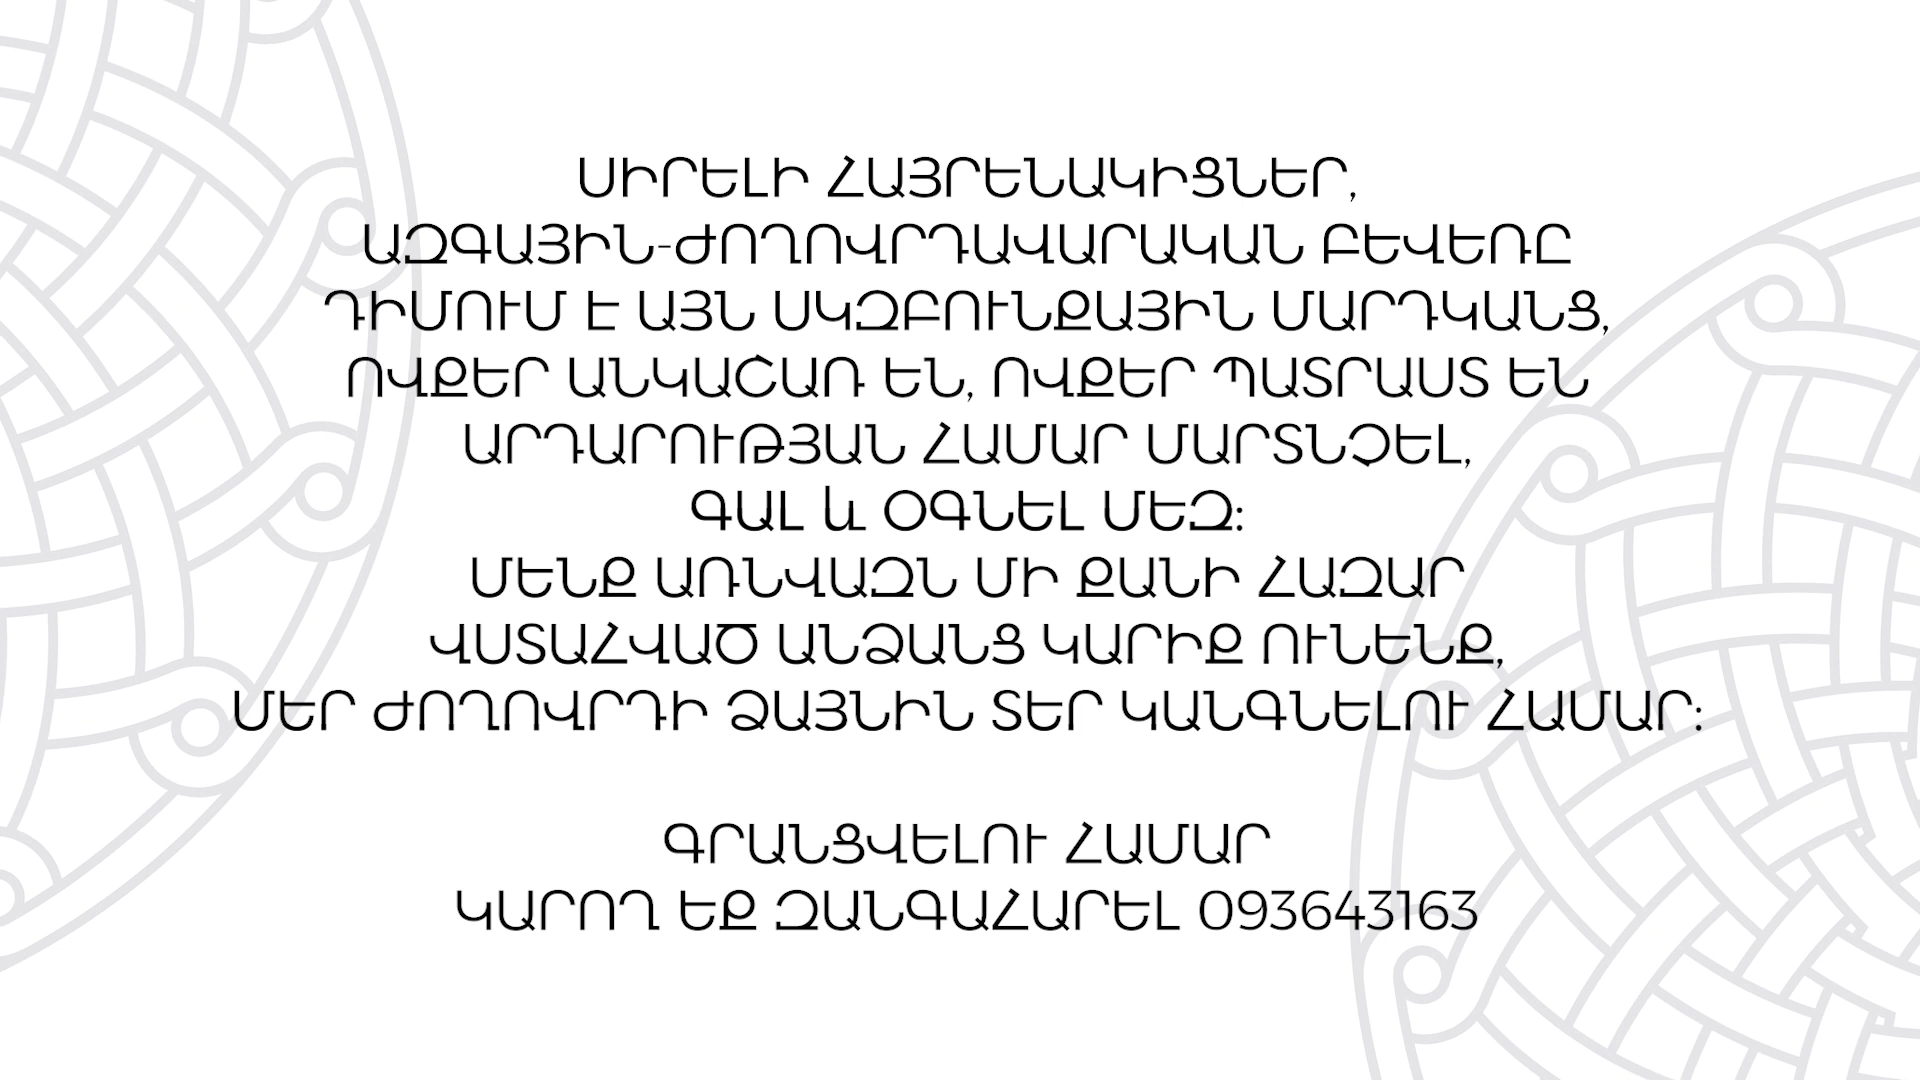 ՍԻՐԵԼԻ ՀԱՅՐԵՆԱԿԻՑՆԵՐ,
ԱԶԳԱՅԻՆ-ԺՈՂՈՎՐԴԱՎԱՐԱԿԱՆ ԲԵՎԵՌԸ
ԴԻՄՈՒՄ Է ԱՅՆ ՍԿԶԲՈՒՆՔԱՅԻՆ ՄԱՐԴԿԱՆՑ,
ՈՎՔԵՐ ԱՆԿԱՇԱՌ ԵՆ, ՈՎՔԵՐ ՊԱՏՐԱՍՏ ԵՆ
ԱՐԴԱՐՈՒԹՅԱՆ ՀԱՄԱՐ ՄԱՐՏՆՉԵԼ,
ԳԱԼ և ՕԳՆԵԼ ՄԵԶ:
ՄԵՆՔ ԱՌՆՎԱԶՆ ՄԻ ՔԱՆԻ ՀԱԶԱՐ
ՎՍՏԱՀՎԱԾ ԱՆՁԱՆՑ ԿԱՐԻՔ ՈՒՆԵՆՔ,
ՄԵՐ ԺՈՂՈՎՐԴԻ ՁԱՅՆԻՆ ՏԵՐ ԿԱՆԳՆԵԼՈՒ ՀԱՄԱՐ:
ԳՐԱՆՑՎԵԼՈՒ ՀԱՄԱՐ
ԿԱՐՈՂ ԵՔ ԶԱՆԳԱՀԱՐԵԼ 093643163